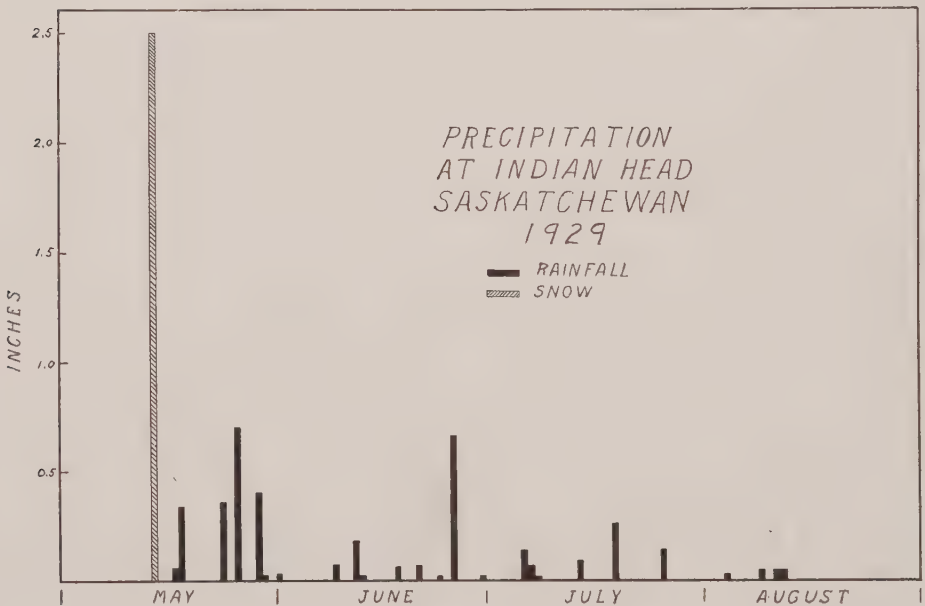 2.5
2.0
1.5
1.0
0.5
INCHES
PRECIPITATION
AT INDIAN HEAD
SASKATCHEWAN
1929
RAINFALL
SNOW
MAY JUNE JULY AUGUST